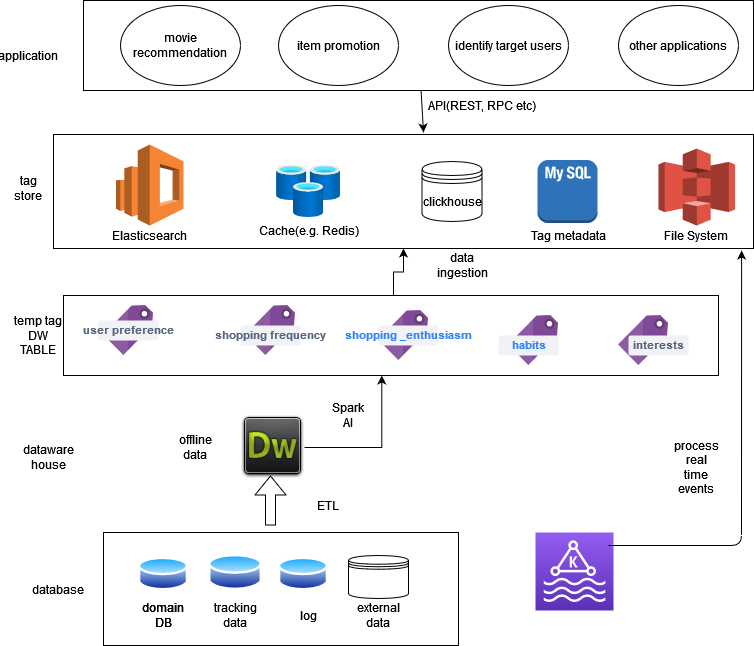 movie
recommendation
item promotion
identify target users
other applications
application
API(REST, RPC etc)
tag
store
My SQL
Elasticsearch
Cache(e.g. Redis)
clickhouse
Tag metadata
File System
data
ingestion
temp tag
DW
TABLE
user preference
shopping frequency
shopping _enthusiasm
habits
interests
Spark
AI
offline
data
Dw
dataware
house
process
real
time
events
ETL
K
database
domain
DB
tracking
data
log
external
data